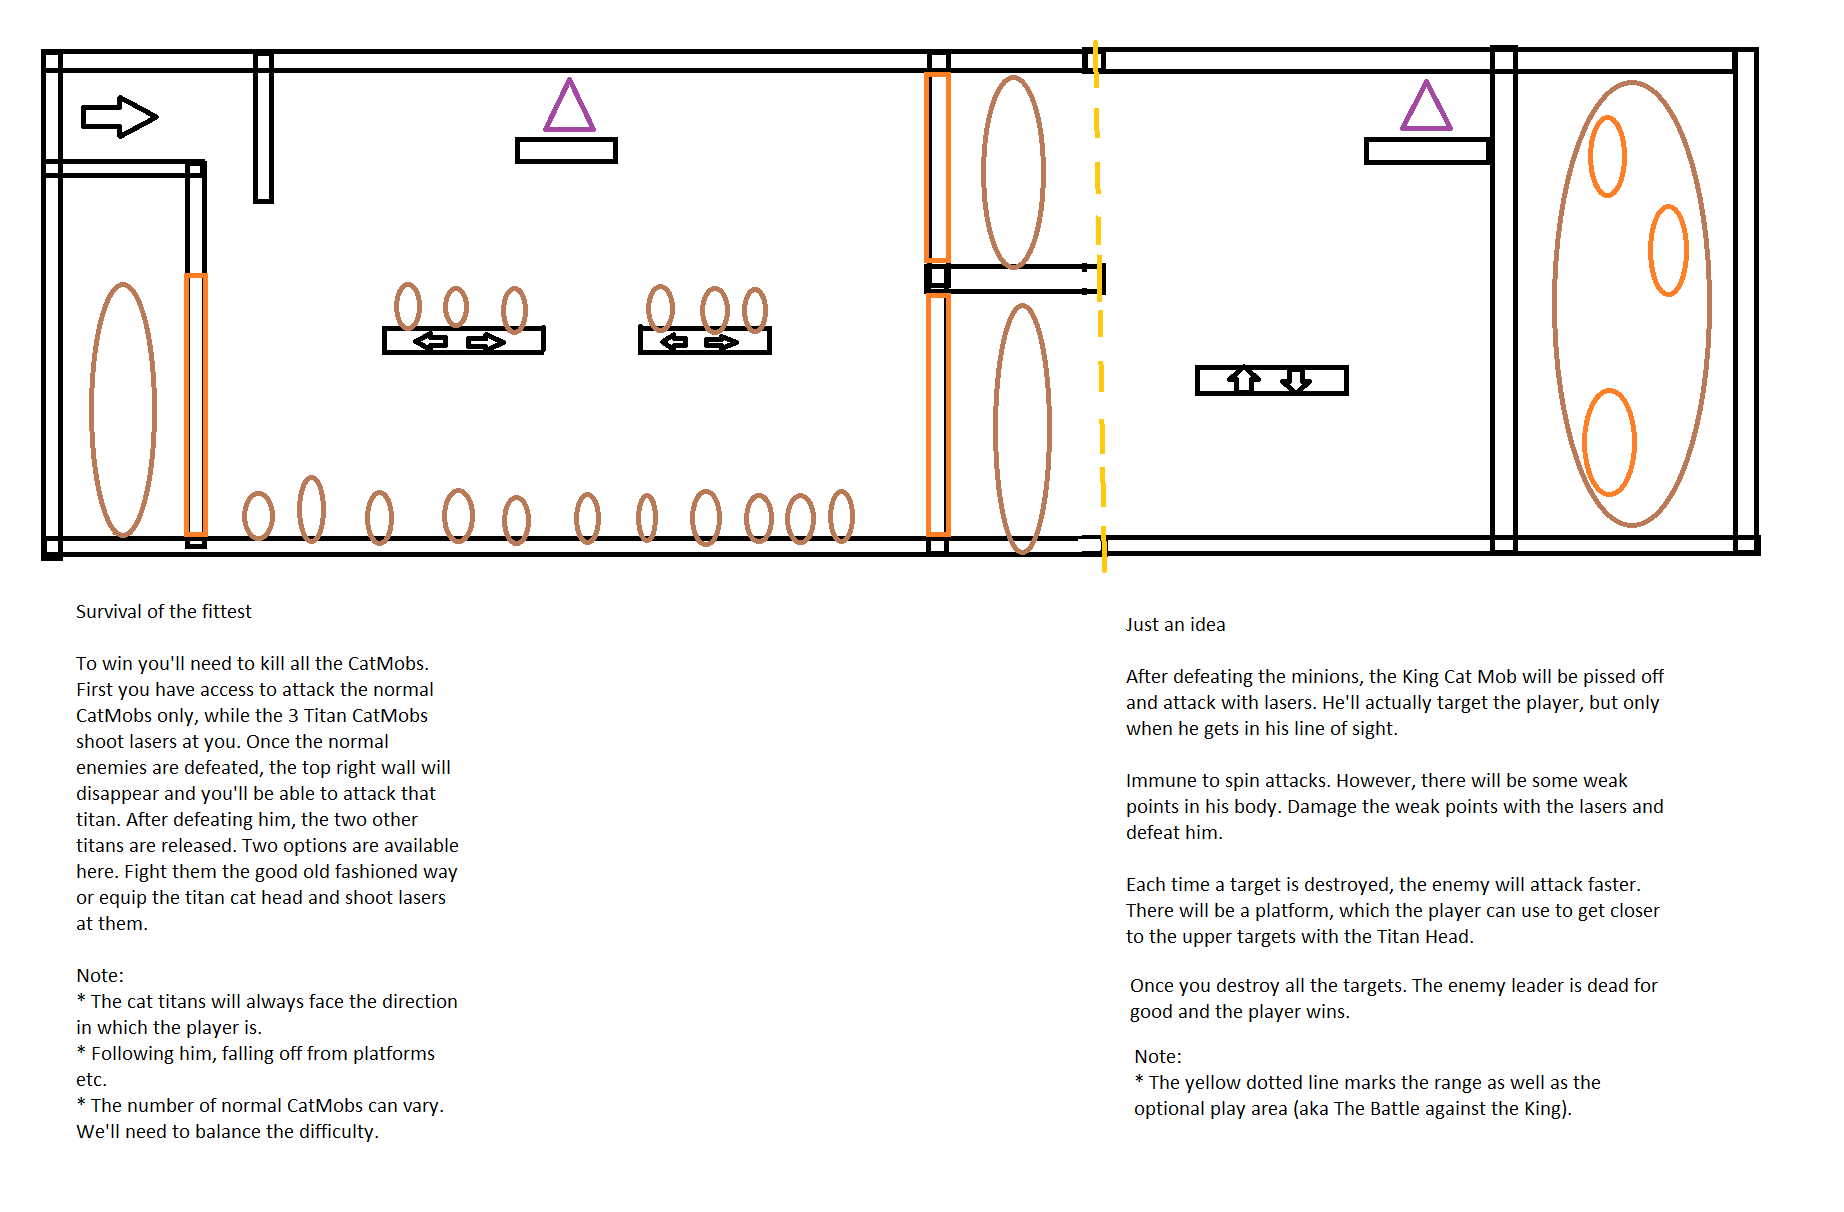 Survival of the fittest
To win you'll need to kill all the CatMobs.
First you have access to attack the normal
CatMobs only, while the 3 Titan CatMobs
shoot lasers at you. Once the normal
enemies are defeated, the top right wall will
disappear and you'll be able to attack that
titan. After defeating him, the two other
titans are released. Two options are available
here. Fight them the good old fashioned way
or equip the titan cat head and shoot lasers
at them.
Note:
* The cat titans will always face the direction
in which the player is.
* Following him, falling off from platforms
etc.
* The number of normal CatMobs can vary.
We'll need to balance the difficulty.
Just an idea
After defeating the minions, the King Cat Mob will be pissed off
and attack with lasers. He'll actually target the player, but only
when he gets in his line of sight.
Immune to spin attacks. However, there will be some weak
points in his body. Damage the weak points with the lasers and
defeat him.
Each time a target is destroyed, the enemy will attack faster.
There will be a platform, which the player can use to get closer
to the upper targets with the Titan Head.
Once you destroy all the targets. The enemy leader is dead for
good and the player wins.
Note:
* The yellow dotted line marks the range as well as the
optional play area (aka The Battle against the King).